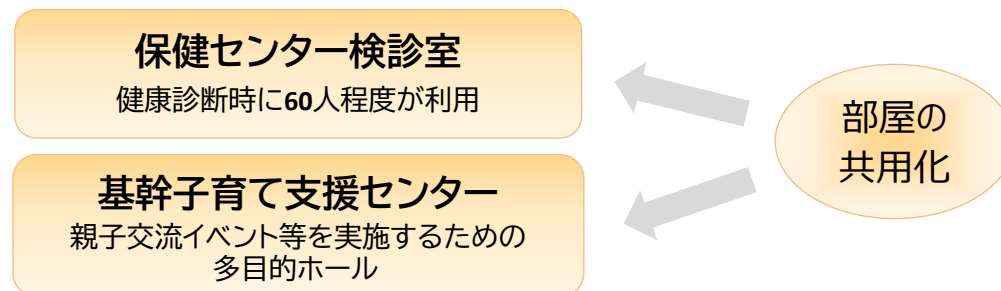 保健センター検診室
健康診断時に60人程度が利用
基幹子育て支援センター
親子交流イベント等を実施するための
多目的ホール
部屋の
共用化